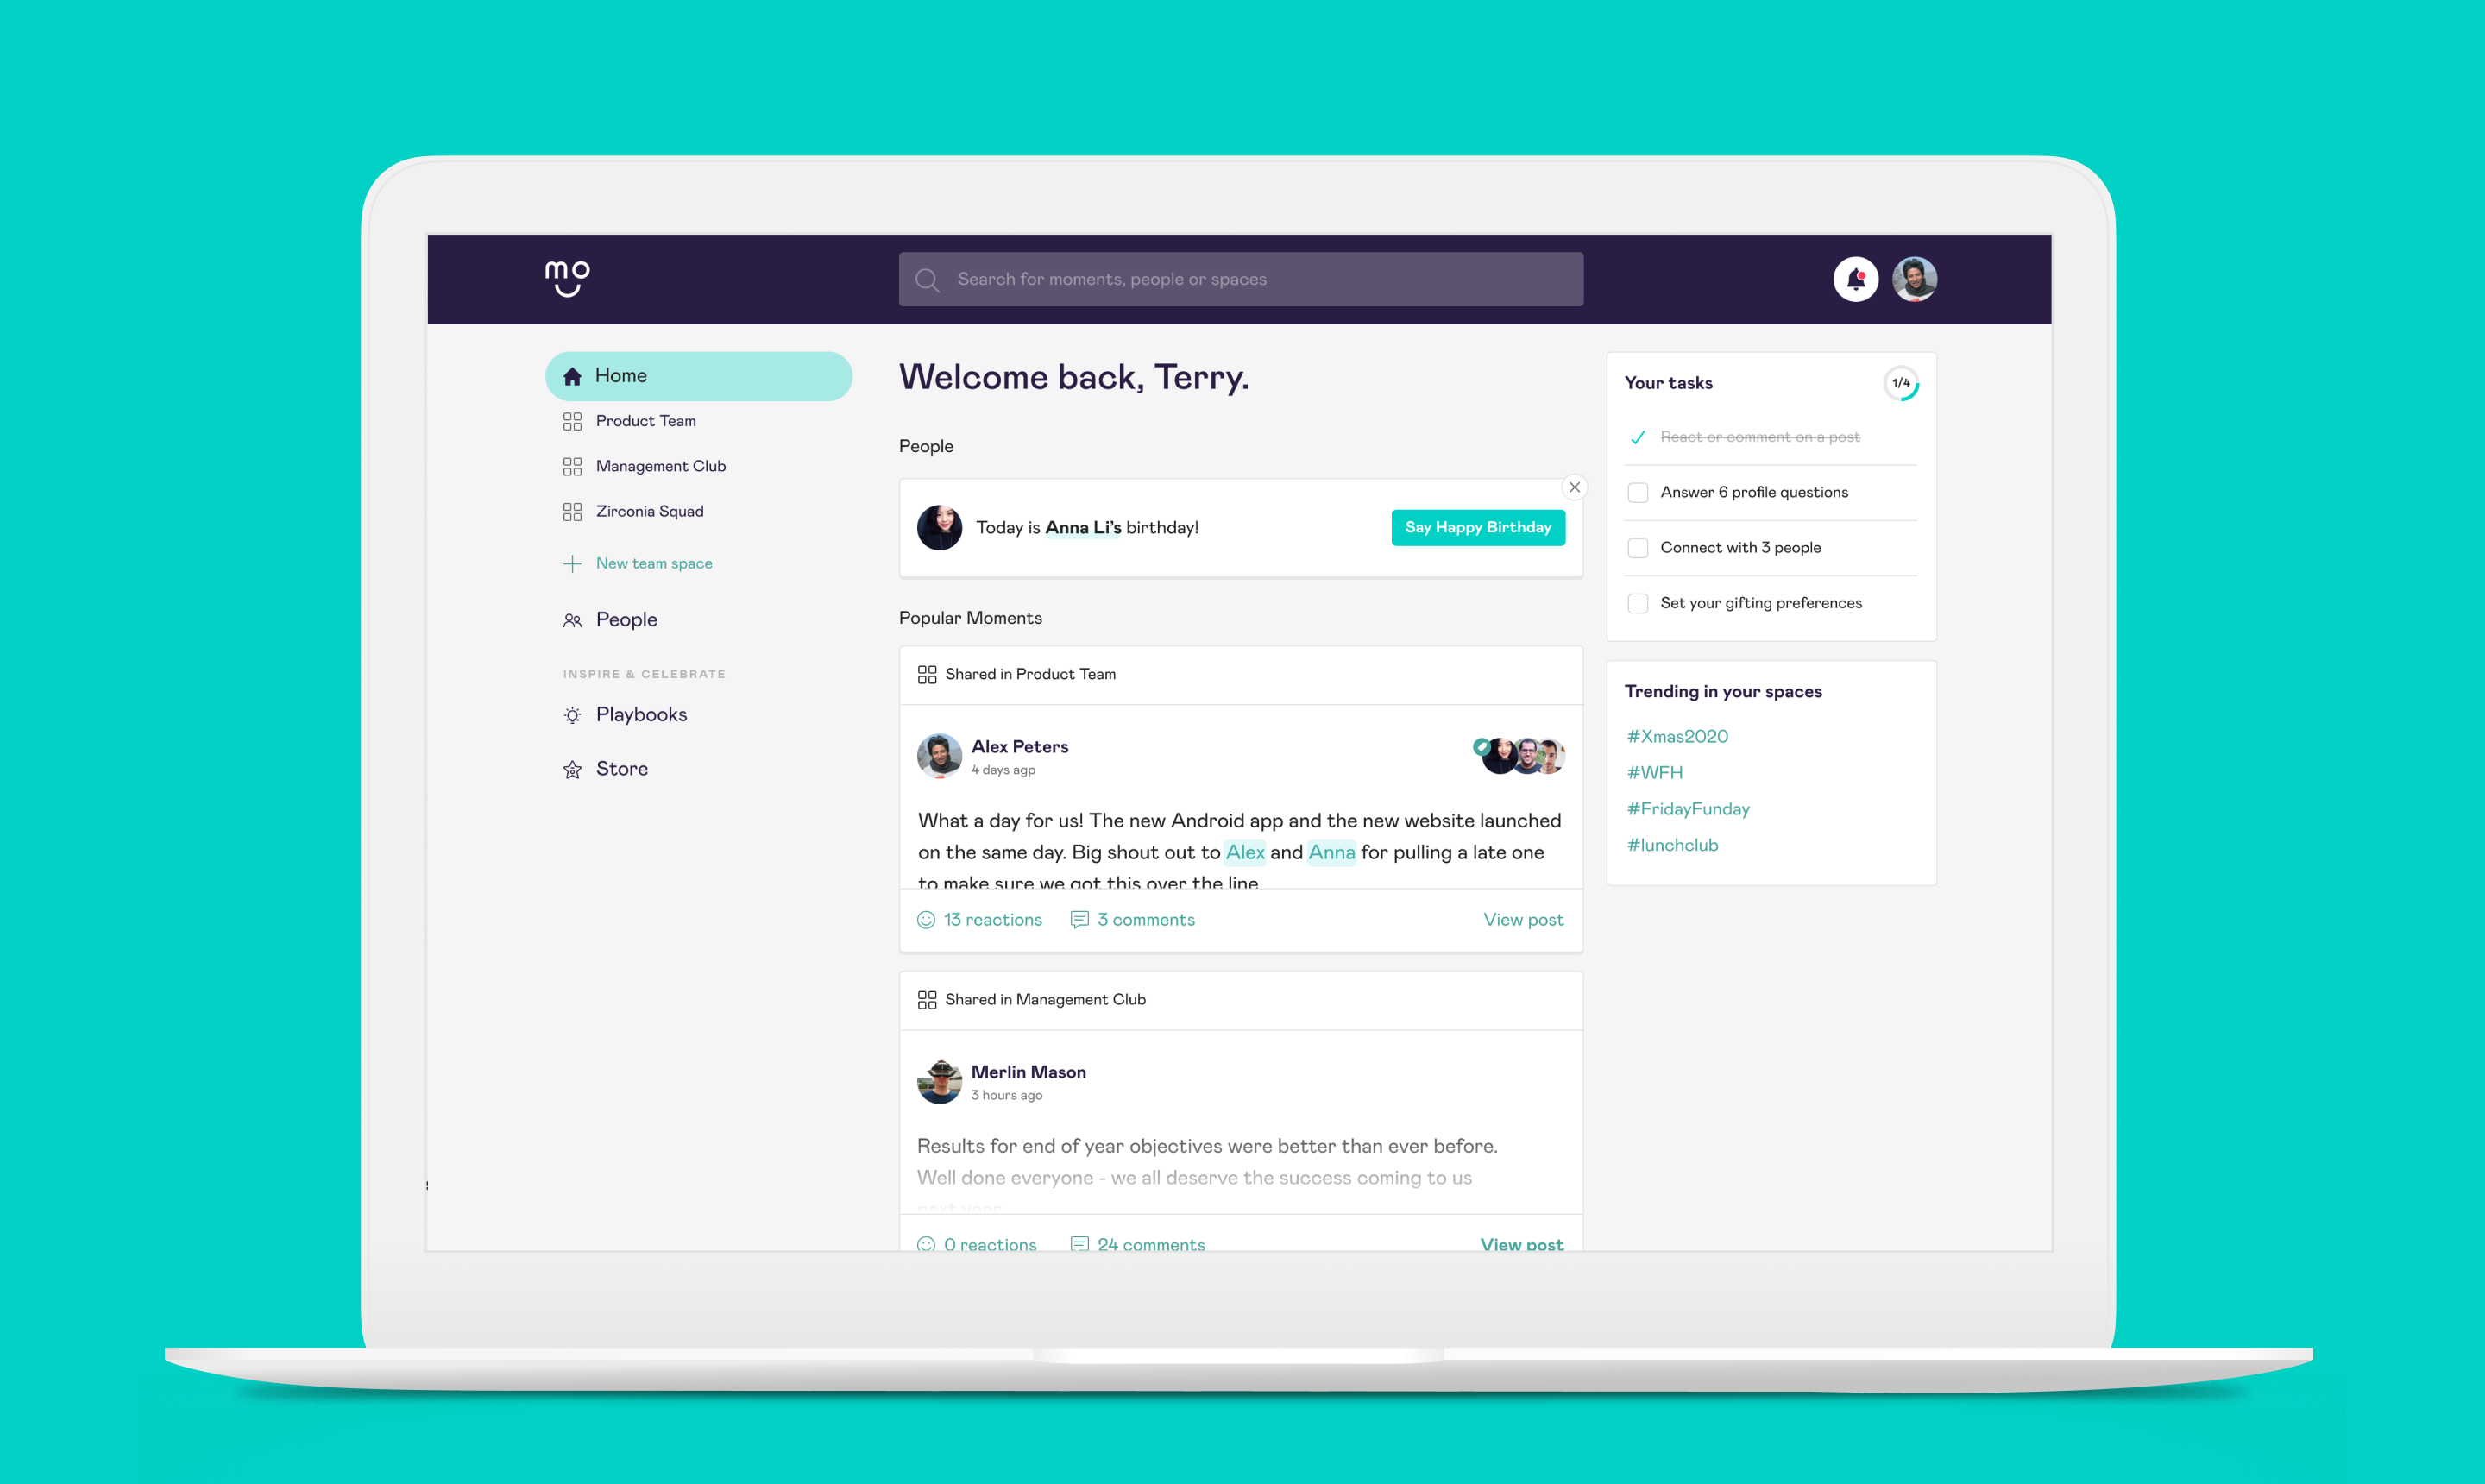 mo
Search for moments, people or spaces
Home
Product Team
Management Club
Zirconia Squad
New team space
People
INSPIRE & CELEBRATE
Playbooks
Store
Welcome back, Terry.
People
Today is Anna Li's birthday!
Say Happy Birthday
Popular Moments
Shared in Product Team
Alex Peters
4 days ago
What a day for us! The new Android app and the new website launched
on the same day. Big shout out to Alex and Anna for pulling a late one
to make sure we got this over the line
13 reactions
3 comments
View post
Shared in Management Club
Merlin Mason
3 hours ago
Results for end of year objectives were better than ever before.
Well done everyone - we all deserve the success coming to us
next year
0 reactions
24 comments
View post
Your tasks
1/4
React or comment on a post
Answer 6 profile questions
Connect with 3 people
Set your gifting preferences
Trending in your spaces
#Xmas2020
#WFH
#FridayFunday
#lunchclub